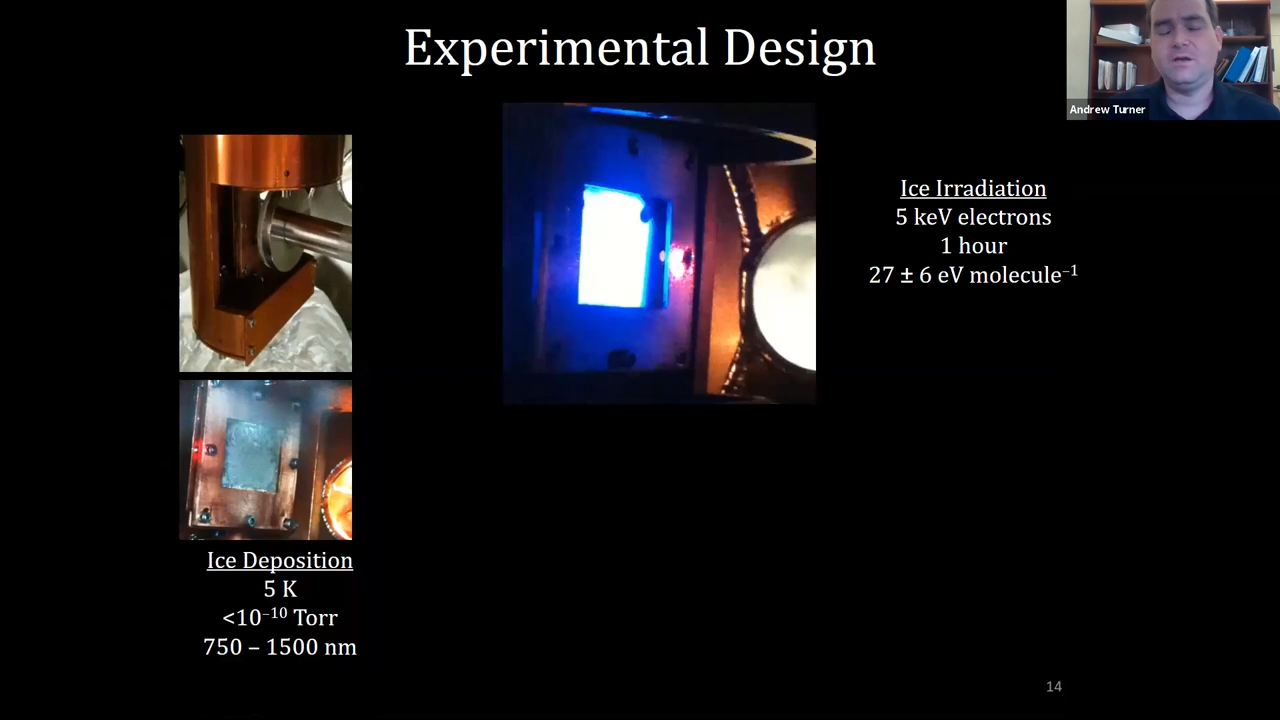 Experimental Design
Andrew Turner
Ice Irradiation
5 keV electrons
1 hour
27 ± 6 eV molecule⁻¹
Ice Deposition
5 K
<10⁻¹⁰ Torr
750 – 1500 nm
14